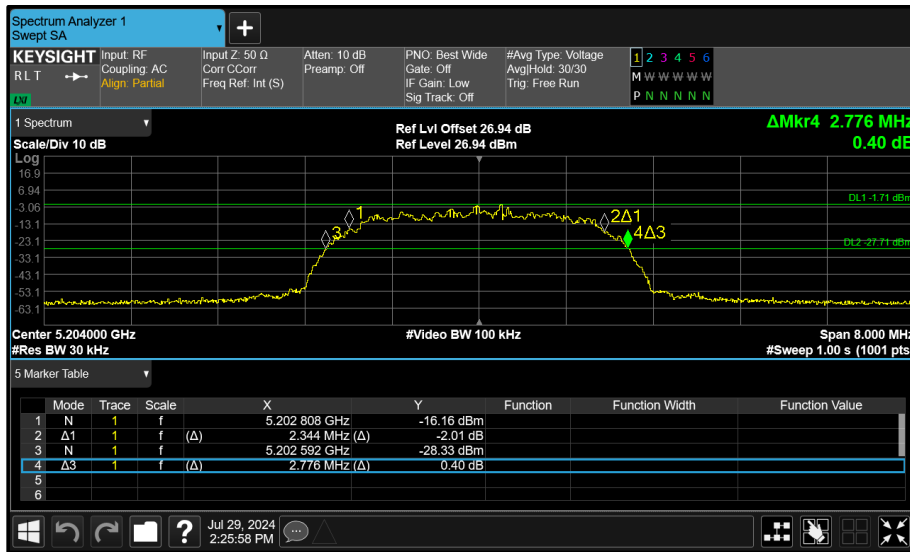 Spectrum Analyzer 1
Swept SA
+
KEYSIGHT Input: RF Input Z: 50 Ω Atten: 10 dB PNO: Best Wide #Avg Type: Voltage 1 2 3 4 5 6
R L T Coupling: AC Corr CCorr Preamp: Off Gate: Off Avg|Hold: 30/30 M W W W W W
Align: Partial Freq Ref: Int (S) IF Gain: Low Trig: Free Run
LXI Sig Track: Off P N N N N N
1 Spectrum Ref Lvl Offset 26.94 dB ΔMkr4 2.776 MHz
Scale/Div 10 dB Ref Level 26.94 dBm 0.40 dB
Log
16.9
6.94
DL1 -1.71 dBm
-3.06
1 2Δ1
-13.1
3 4Δ3
-23.1
DL2 -27.71 dBm
-33.1
-43.1
-53.1
-63.1
Center 5.204000 GHz #Video BW 100 kHz Span 8.000 MHz
#Res BW 30 kHz #Sweep 1.00 s (1001 pts
5 Marker Table
Mode Trace Scale X Y Function Function Width Function Value
1 N 1 f 5.202 808 GHz -16.16 dBm
2 Δ1 1 f (Δ) 2.344 MHz (Δ) -2.01 dB
3 N 1 f 5.202 592 GHz -28.33 dBm
4 Δ3 1 f (Δ) 2.776 MHz (Δ) 0.40 dB
5
6
? Jul 29, 2024
2:25:58 PM